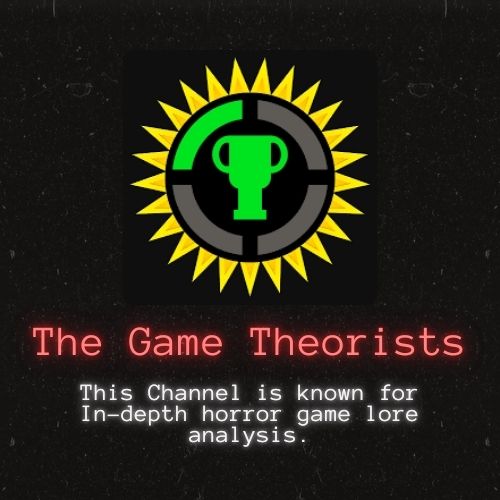 The Game Theorists
This Channel is known for
In-depth horror game lore
analysis.